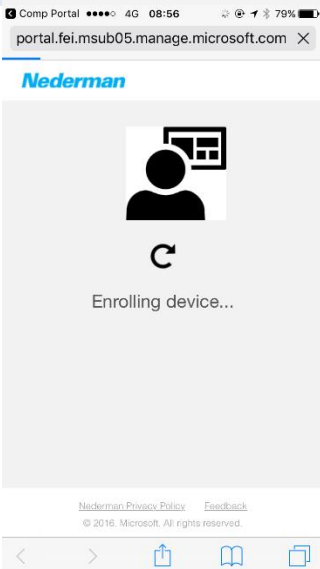 Comp Portal 4G 08:56 79%
portal.fei.msub05.manage.microsoft.com
Nederman
Enrolling device...
Nederman Privacy Policy Feedback
© 2016. Microsoft. All rights reserved.